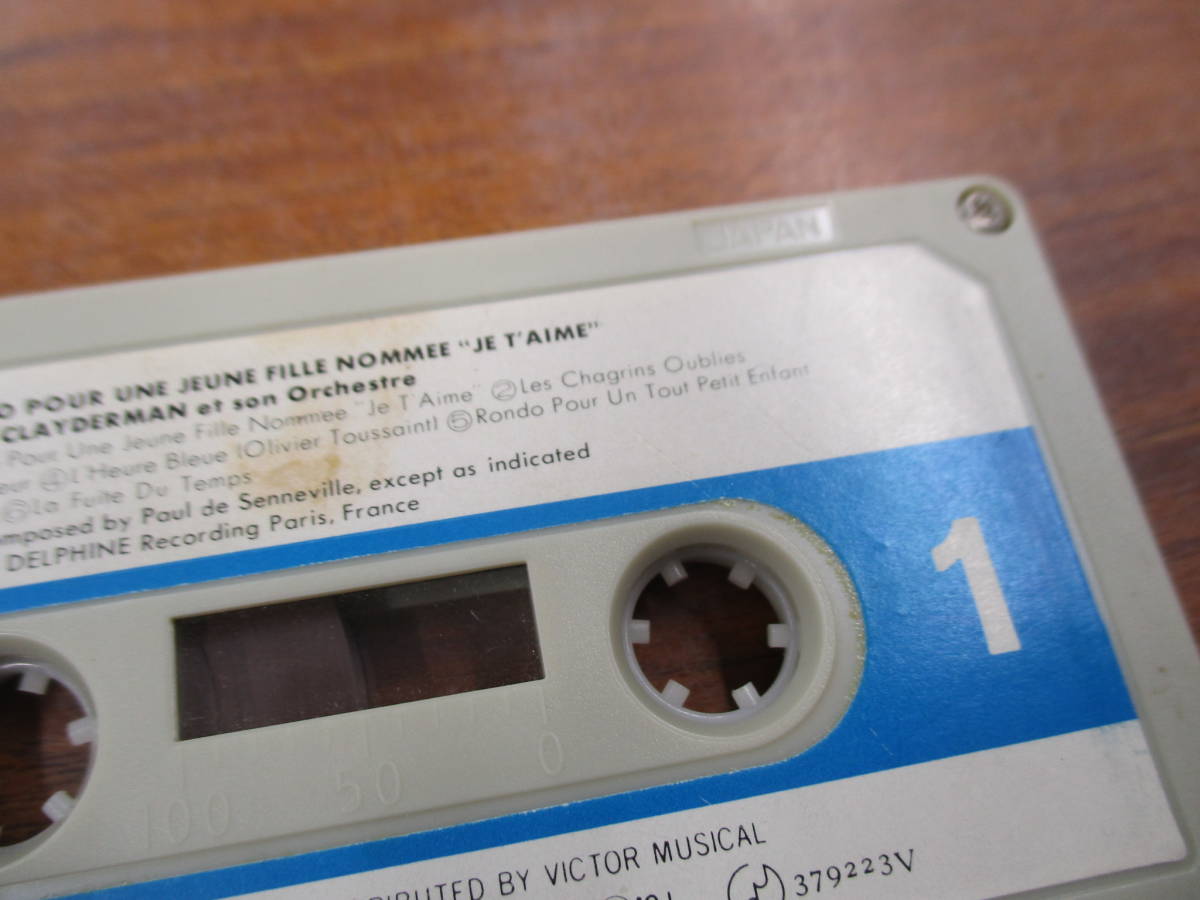 JAPAN
O POUR UNE JEUNE FILLE NOMMEE "JE T'AIME"
CLAYDERMAN et son Orchestre
Pour Une Jeune Fille Nommee "Je T'Aime" ②Les Chagrins Oublies
eur ④L'Heure Bleue (Olivier Toussaint) ⑤Rondo Pour Un Tout Petit Enfant
⑥La Fuite Du Temps
mposed by Paul de Senneville, except as indicated
DELPHINE Recording Paris, France
1
100 50 0
TRIBUTED BY VICTOR MUSICAL
379223V